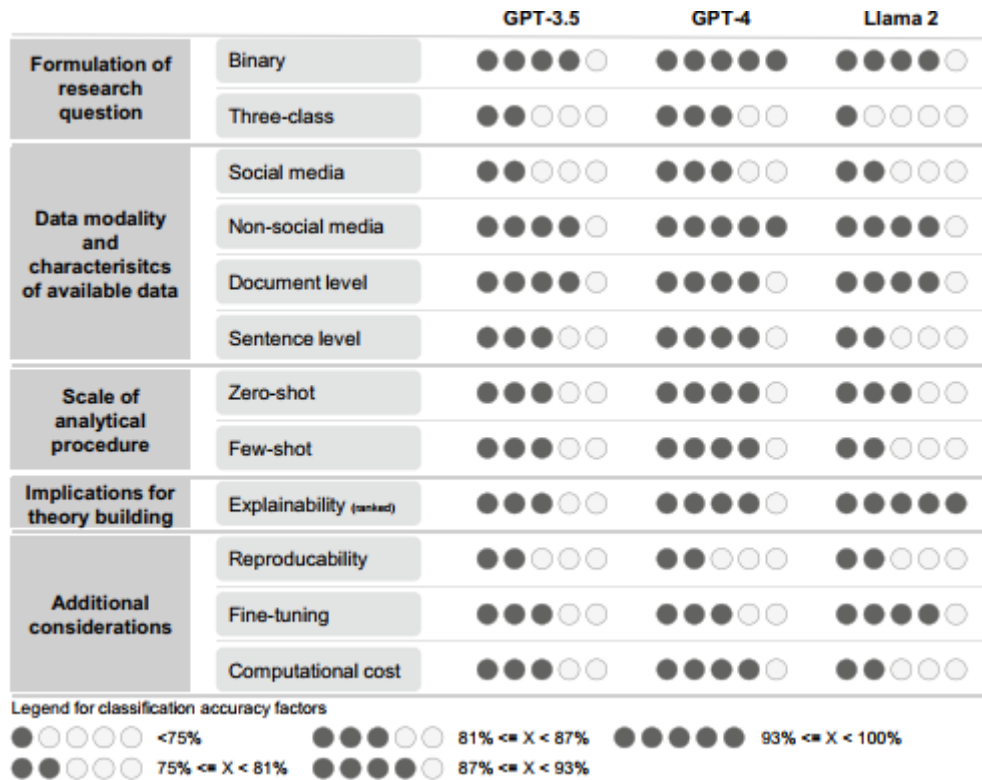 GPT-3.5 GPT-4 Llama 2
Formulation of
research
question
Binary
Three-class
Data modality
and
characterisitcs
of available data
Social media
Non-social media
Document level
Sentence level
Scale of
analytical
procedure
Zero-shot
Few-shot
Implications for
theory building
Explainability (ranked)
Additional
considerations
Reproducability
Fine-tuning
Computational cost
Legend for classification accuracy factors
<75% 81% <= X < 87% 93% <= X < 100%
75% <= X < 81% 87% <= X < 93%